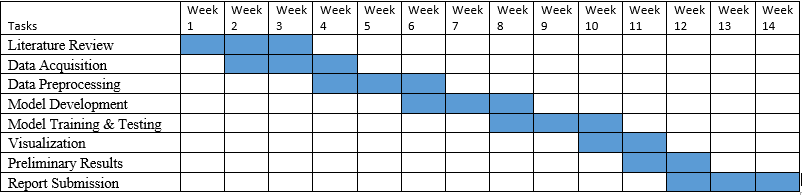 Tasks Week 1 Week 2 Week 3 Week 4 Week 5 Week 6 Week 7 Week 8 Week 9 Week 10 Week 11 Week 12 Week 13 Week 14
Literature Review
Data Acquisition
Data Preprocessing
Model Development
Model Training & Testing
Visualization
Preliminary Results
Report Submission